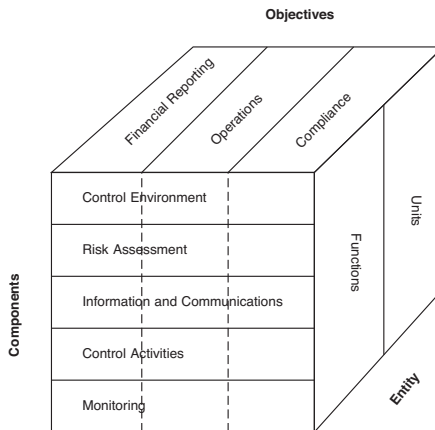 Objectives
Financial Reporting
Operations
Compliance
Control Environment
Risk Assessment
Information and Communications
Control Activities
Monitoring
Components
Functions
Units
Entity